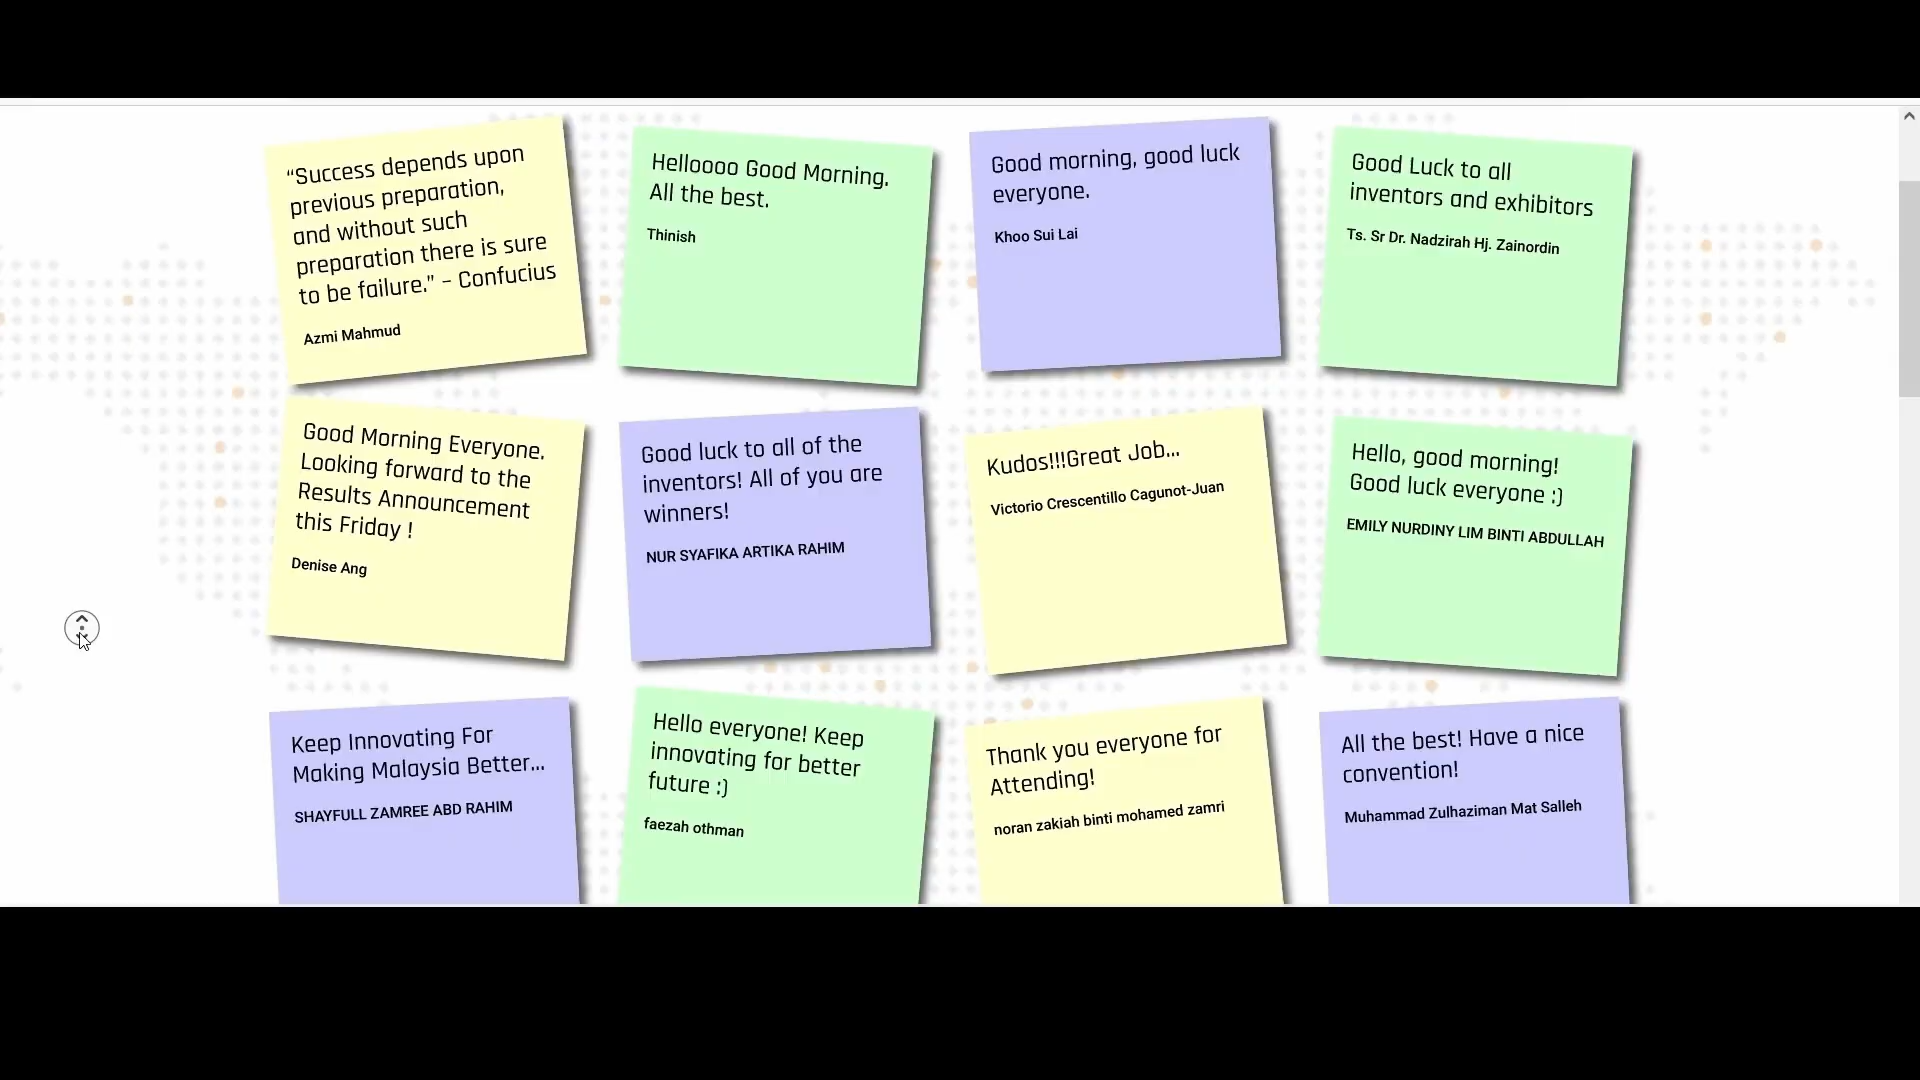 “Success depends upon
previous preparation,
and without such
preparation there is sure
to be failure.” – Confucius
Azmi Mahmud
Helloooo Good Morning.
All the best.
Thinish
Good morning, good luck
everyone.
Khoo Sui Lai
Good Luck to all
inventors and exhibitors
Ts. Sr Dr. Nadzirah Hj. Zainordin
Good Morning Everyone.
Looking forward to the
Results Announcement
this Friday !
Denise Ang
Good luck to all of the
inventors! All of you are
winners!
NUR SYAFIKA ARTIKA RAHIM
Kudos!!!Great Job...
Victorio Crescentillo Cagunot-Juan
Hello, good morning!
Good luck everyone :)
EMILY NURDINY LIM BINTI ABDULLAH
Keep Innovating For
Making Malaysia Better...
SHAYFULL ZAMREE ABD RAHIM
Hello everyone! Keep
innovating for better
future :)
faezah othman
Thank you everyone for
Attending!
noran zakiah binti mohamed zamri
All the best! Have a nice
convention!
Muhammad Zulhaziman Mat Salleh